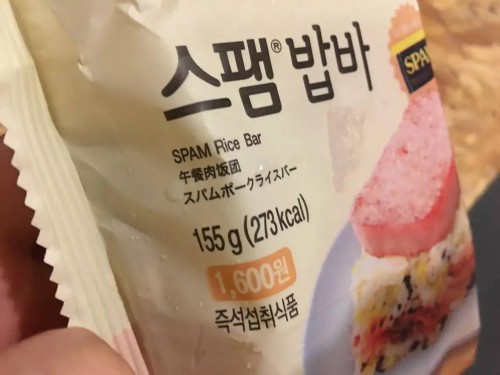 스팸® 밥바
SPAM
SPAM Rice Bar
午餐肉饭团
スパムポークライスバー
155 g (273 kcal)
1,600원
즉석섭취식품